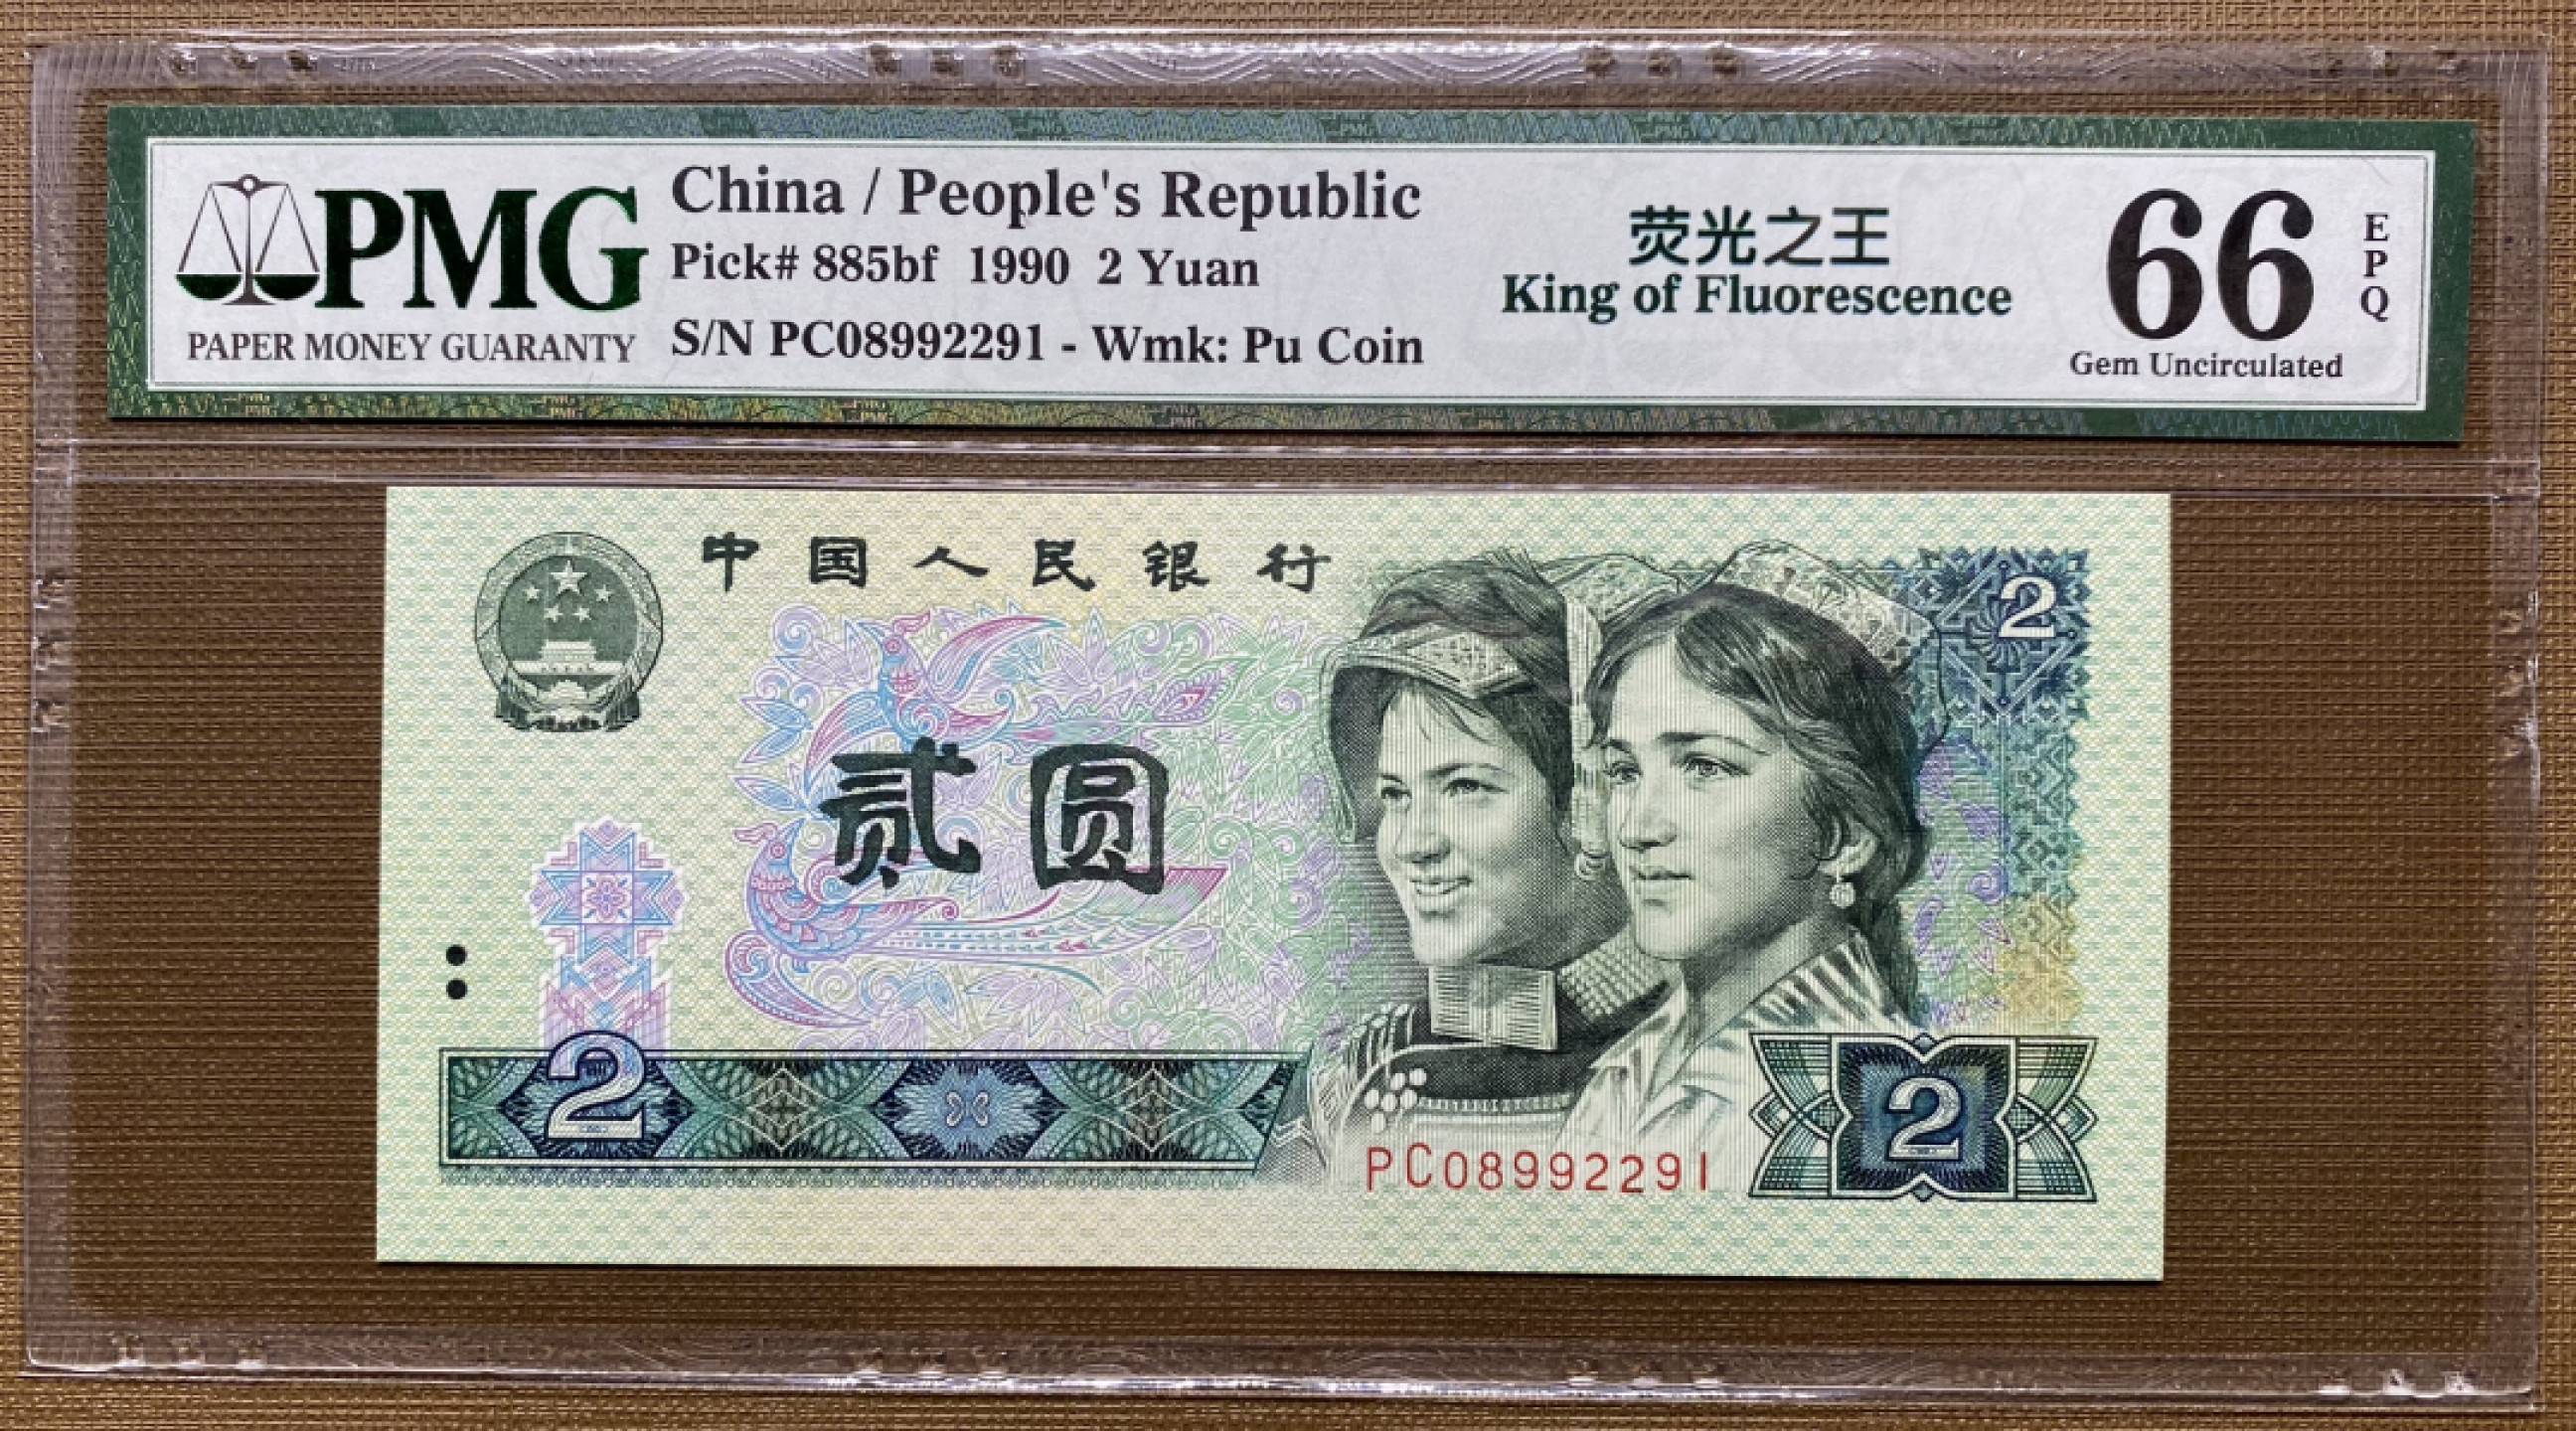 PMG
PAPER MONEY GUARANTY
China / People's Republic
Pick# 885bf 1990 2 Yuan
S/N PC08992291 - Wmk: Pu Coin
荧光之王
King of Fluorescence
66
EPQ
Gem Uncirculated
中国人民银行
2
贰圆
2
2
PC08992291